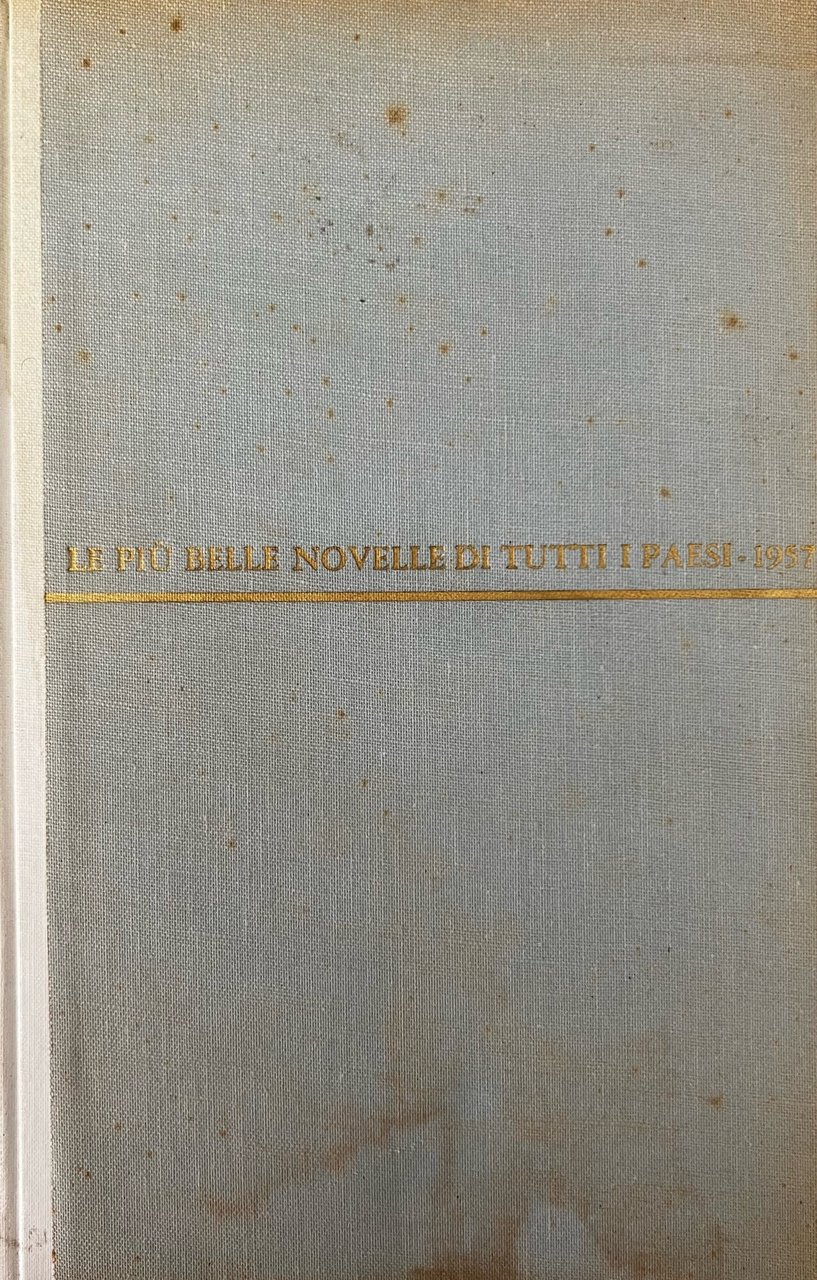 LE PIÙ BELLE NOVELLE DI TUTTI I PAESI - 1957